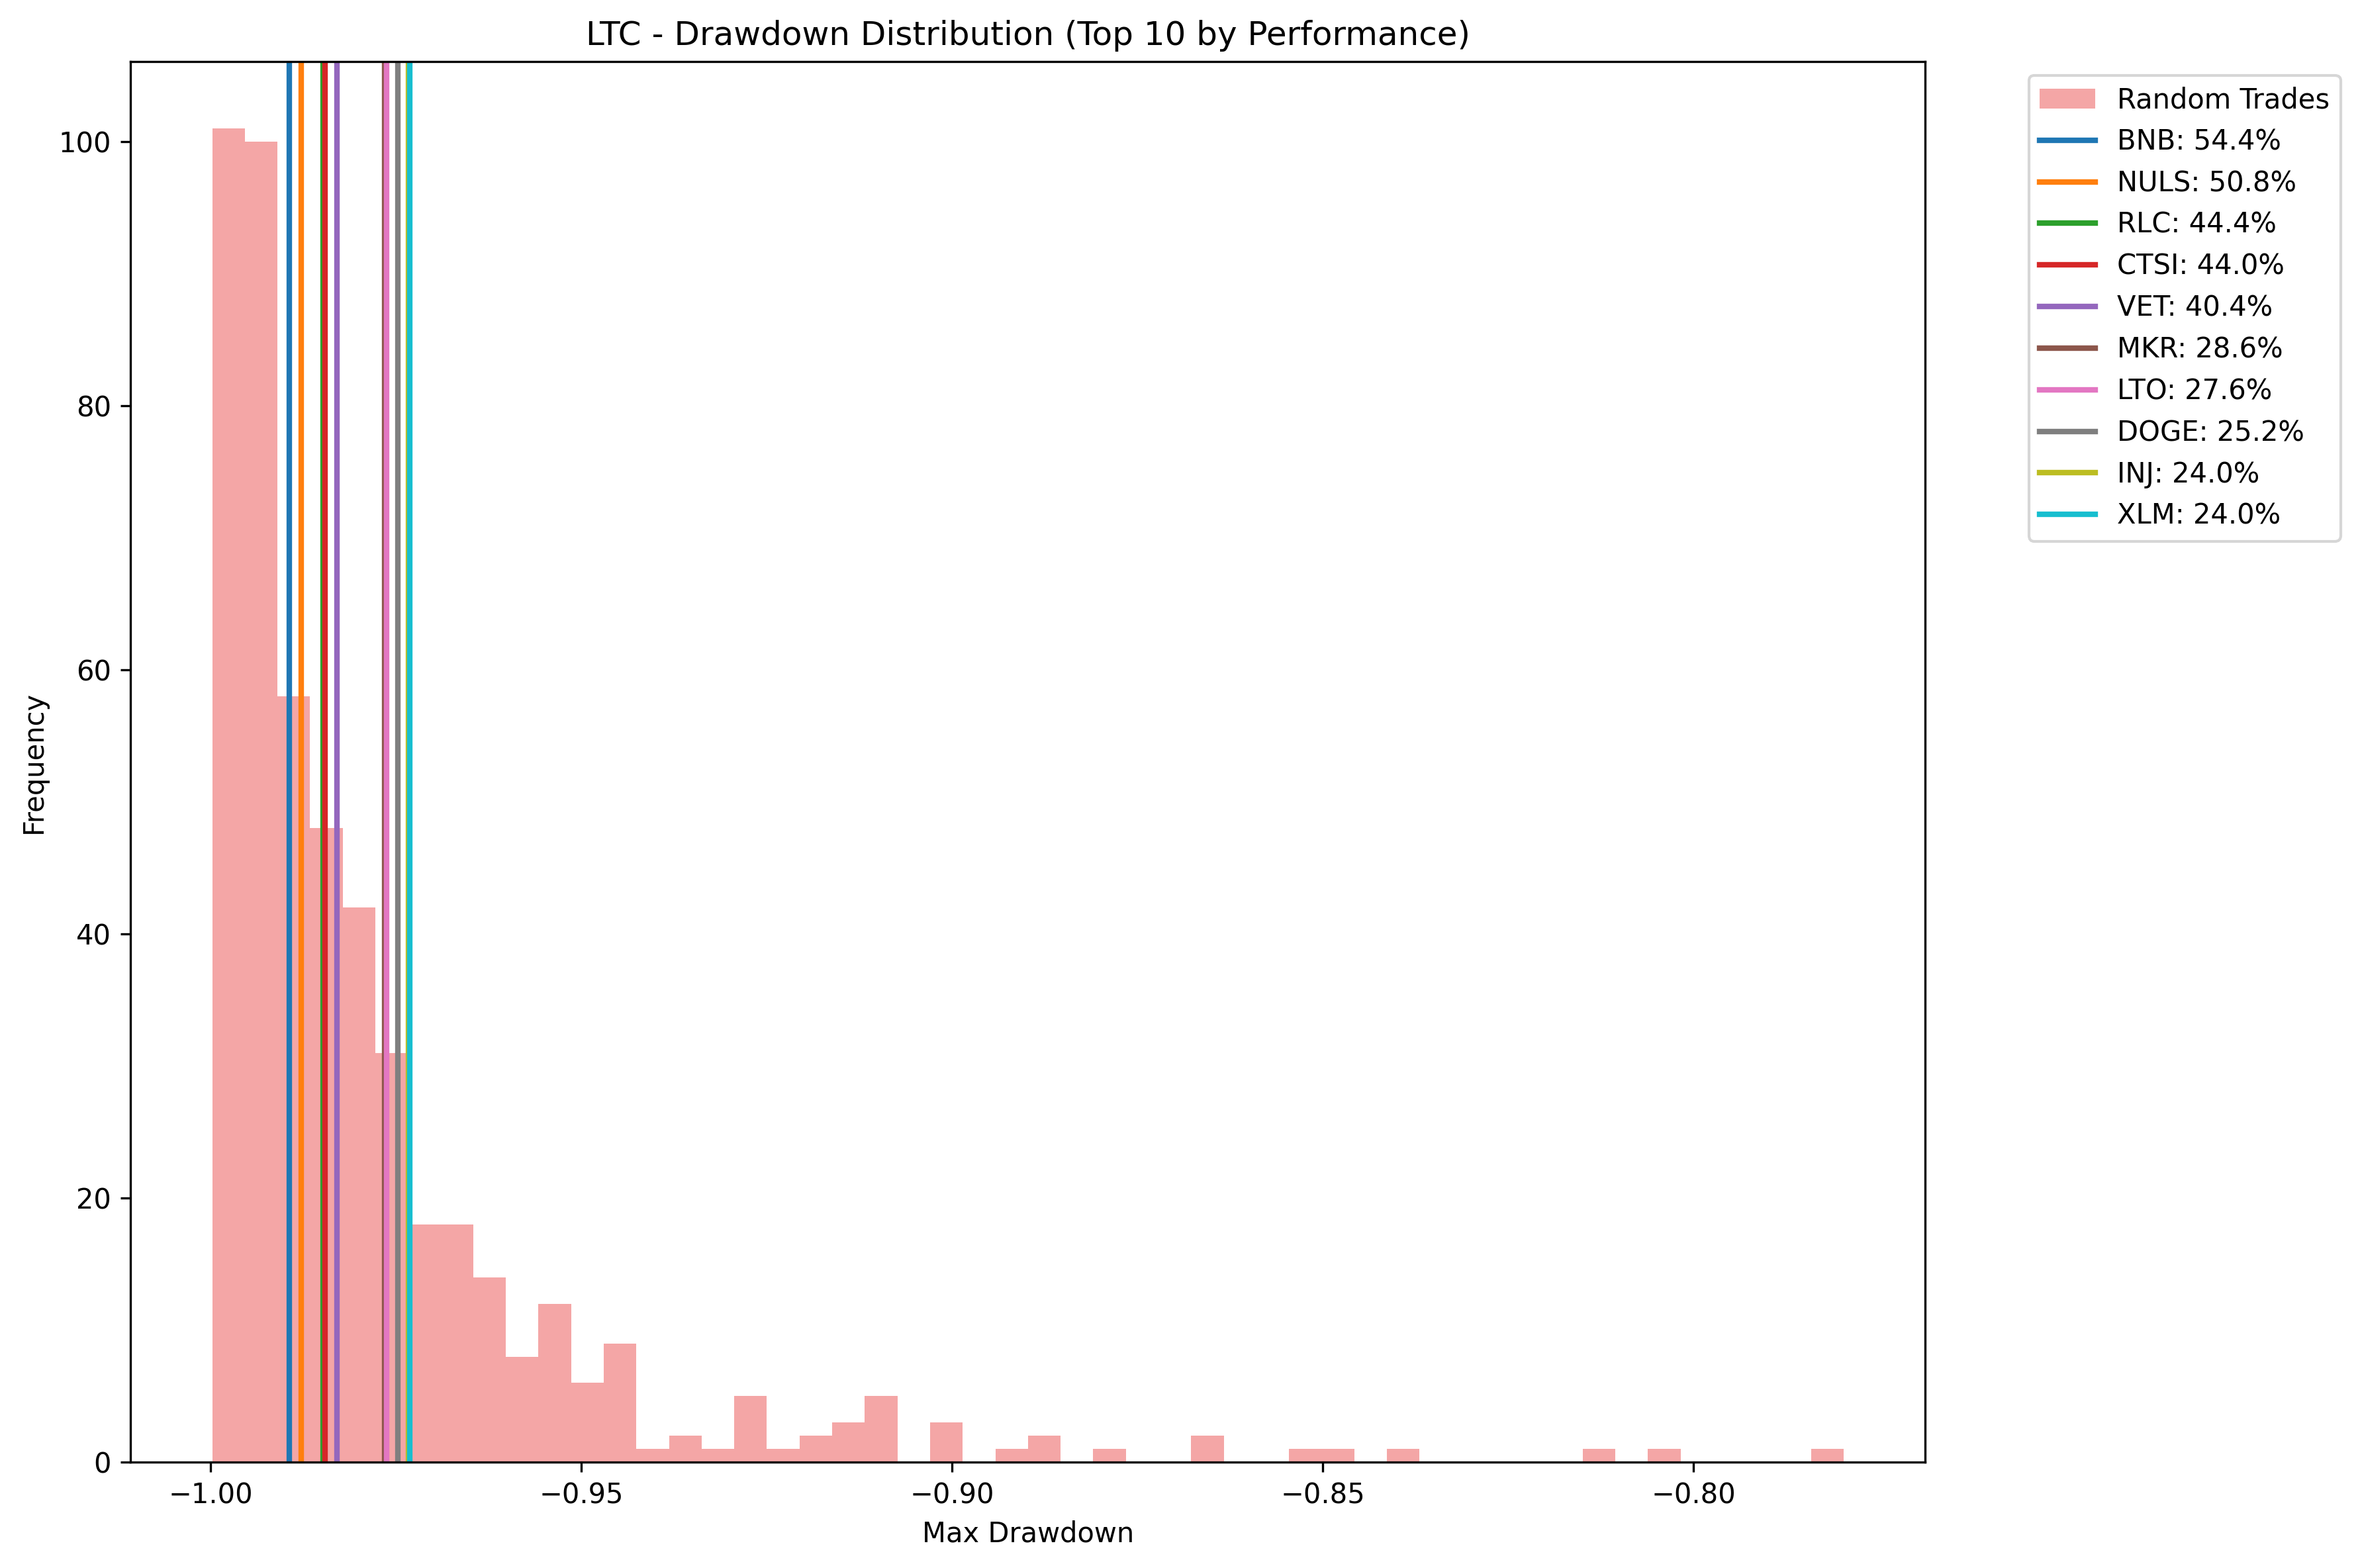 LTC - Drawdown Distribution (Top 10 by Performance)
Frequency
100
80
60
40
20
0
−1.00
−0.95
−0.90
−0.85
−0.80
Max Drawdown
Random Trades
BNB: 54.4%
NULS: 50.8%
RLC: 44.4%
CTSI: 44.0%
VET: 40.4%
MKR: 28.6%
LTO: 27.6%
DOGE: 25.2%
INJ: 24.0%
XLM: 24.0%